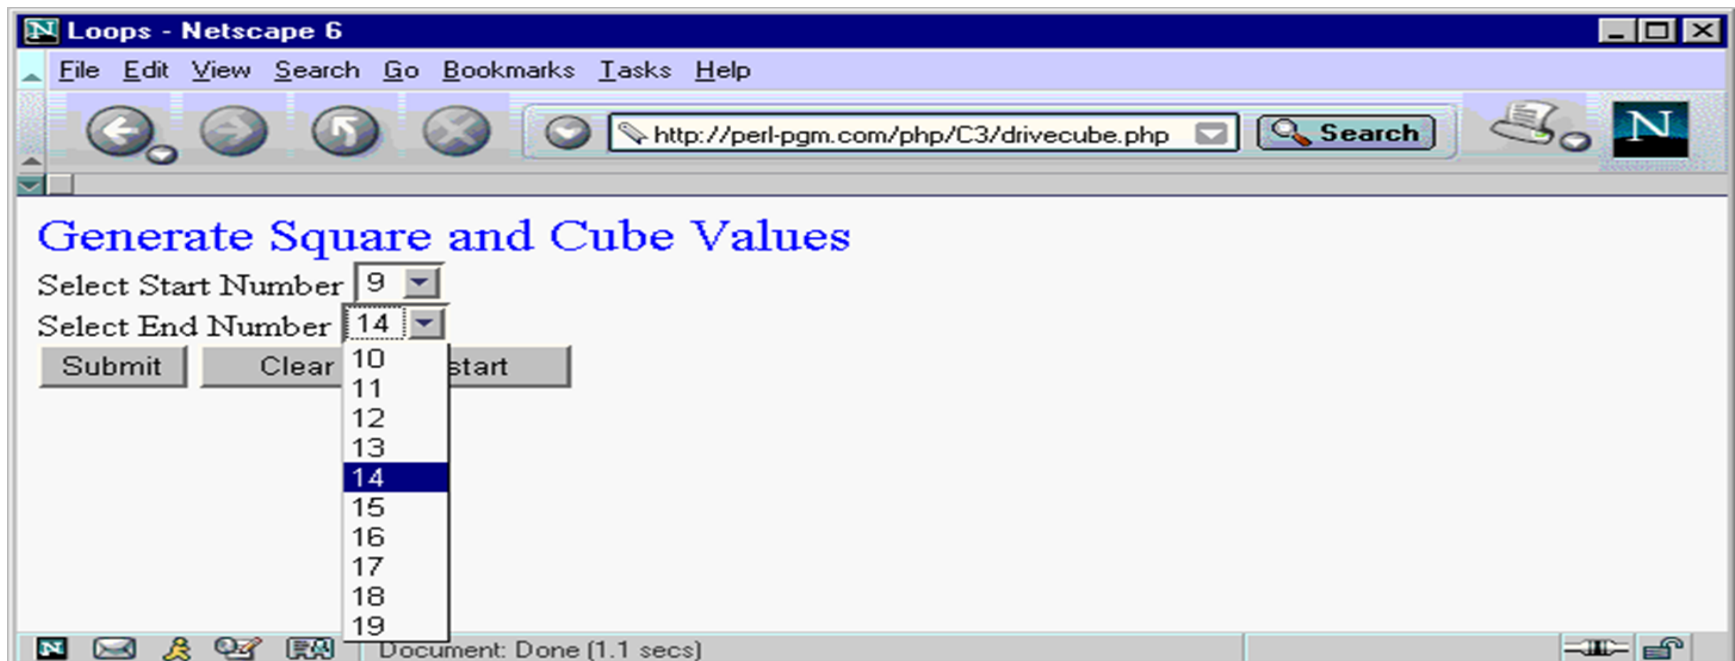 N Loops - Netscape 6
File Edit View Search Go Bookmarks Tasks Help
http://perl-pgm.com/php/C3/drivecube.php Search N
Generate Square and Cube Values
Select Start Number 9
Select End Number 14
Submit Clear start
10
11
12
13
14
15
16
17
18
19
N Document: Done (1.1 secs)